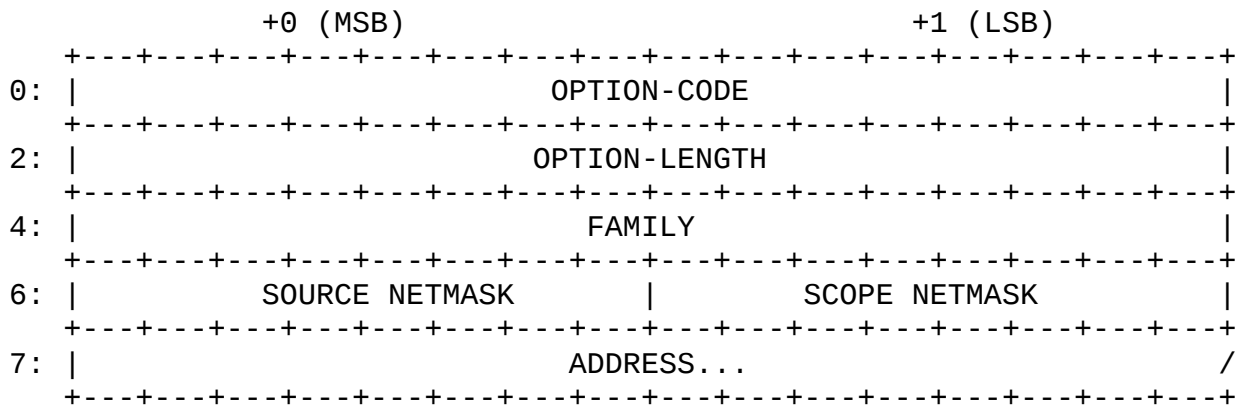 +0 (MSB) +1 (LSB)
+---+---+---+---+---+---+---+---+---+---+---+---+---+---+---+---+
0: | OPTION-CODE |
+---+---+---+---+---+---+---+---+---+---+---+---+---+---+---+---+
2: | OPTION-LENGTH |
+---+---+---+---+---+---+---+---+---+---+---+---+---+---+---+---+
4: | FAMILY |
+---+---+---+---+---+---+---+---+---+---+---+---+---+---+---+---+
6: | SOURCE NETMASK | SCOPE NETMASK |
+---+---+---+---+---+---+---+---+---+---+---+---+---+---+---+---+
7: | ADDRESS... /
+---+---+---+---+---+---+---+---+---+---+---+---+---+---+---+---+